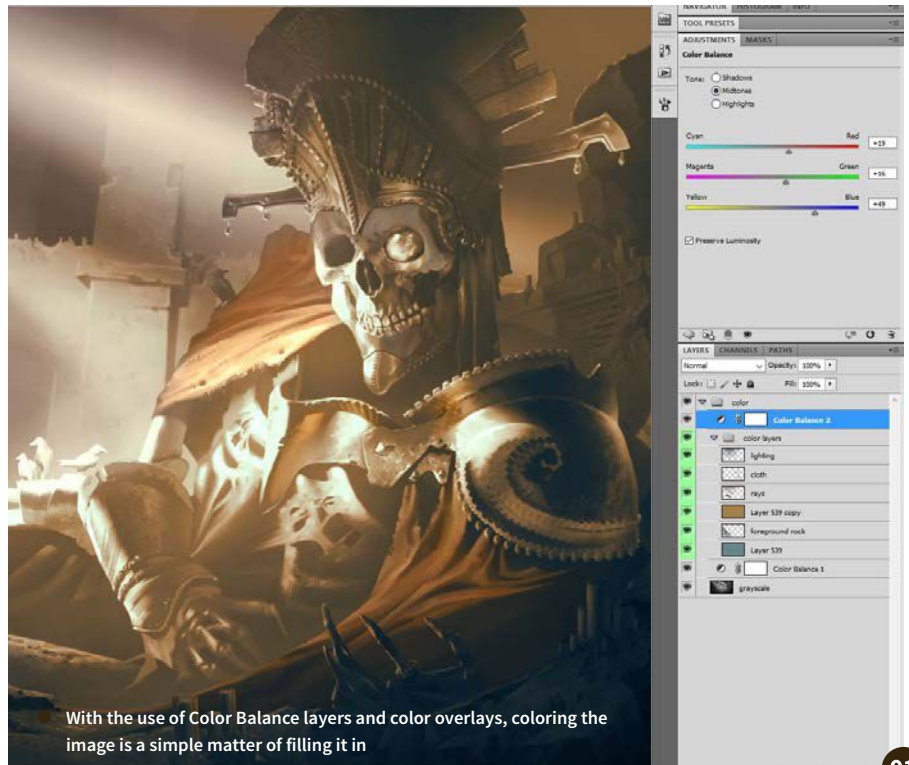 NAVIGATOR HISTOGRAM INFO
TOOL PRESETS
ADJUSTMENTS MASKS
Color Balance
Tone: Shadows
Midtones
Highlights
Cyan Red +19
Magenta Green +16
Yellow Blue +49
Preserve Luminosity
LAYERS CHANNELS PATHS
Normal Opacity: 100%
Lock: Fill: 100%
color
Color Balance 2
color layers
lighting
cloth
rays
Layer 539 copy
foreground rock
Layer 539
Color Balance 1
grayscale
With the use of Color Balance layers and color overlays, coloring the
image is a simple matter of filling it in